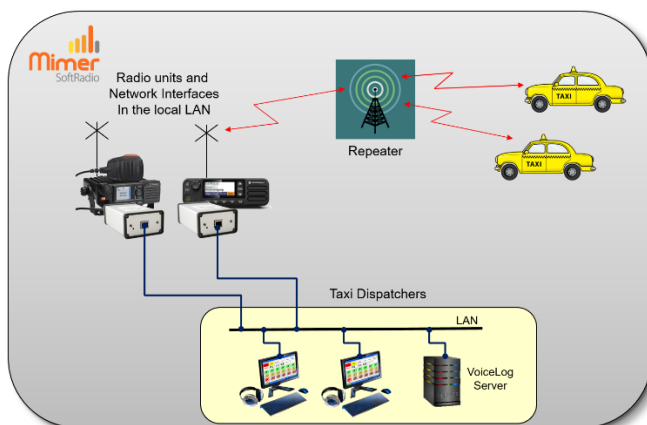 Mimer
SoftRadio
Radio units and
Network Interfaces
In the local LAN
Repeater
TAXI
TAXI
Taxi Dispatchers
LAN
VoiceLog
Server